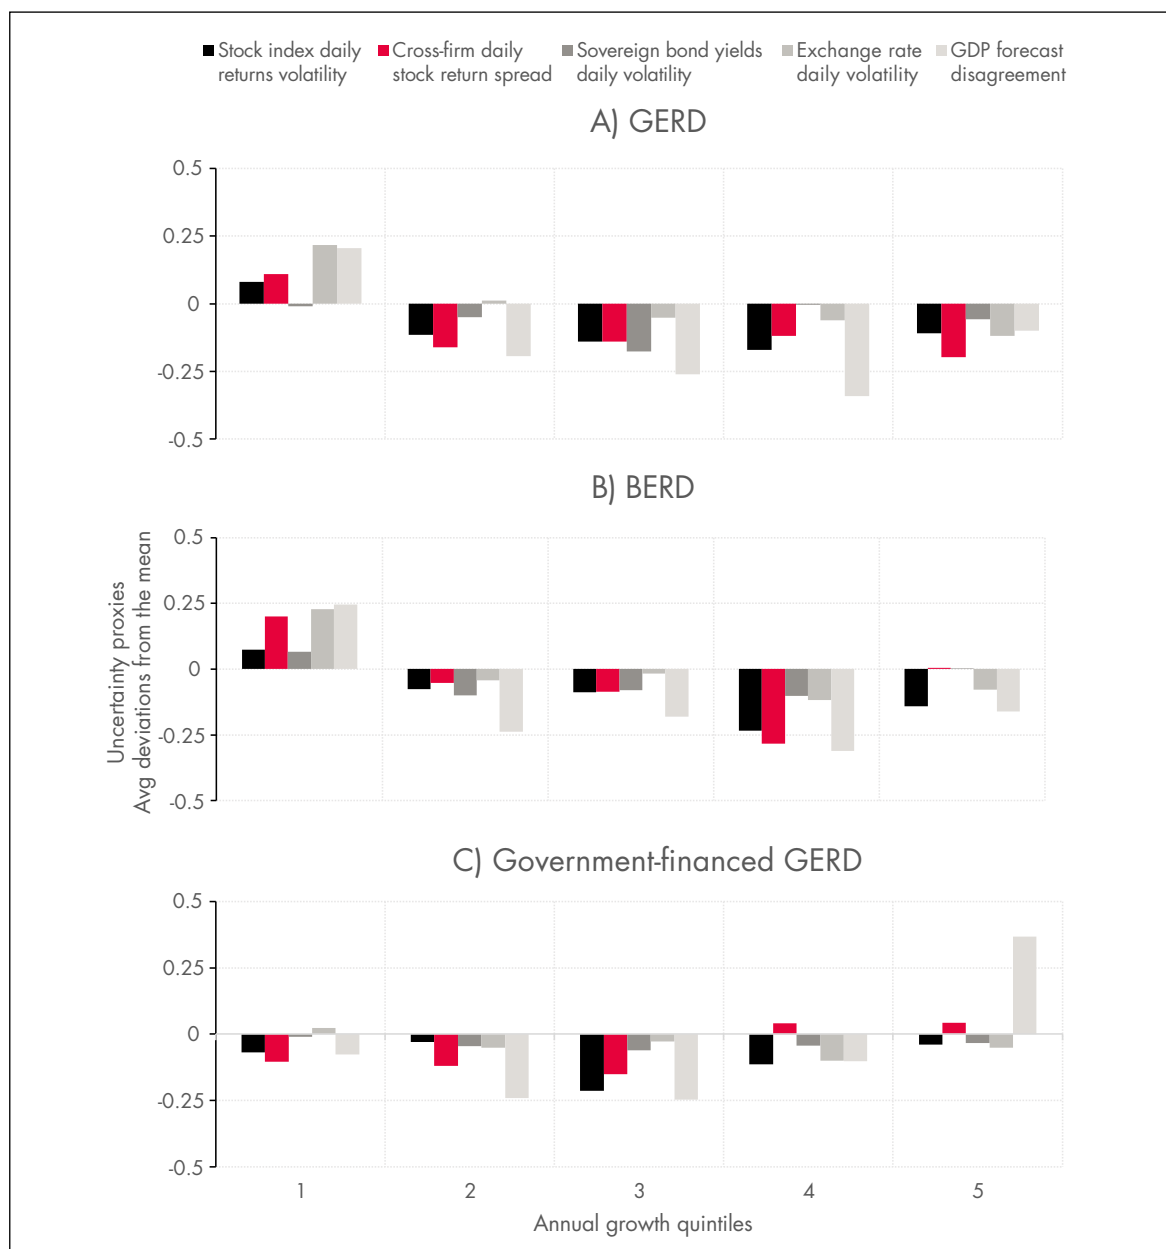 Stock index daily returns volatility
Cross-firm daily stock return spread
Sovereign bond yields daily volatility
Exchange rate daily volatility
GDP forecast disagreement
A) GERD
0.5
0.25
0
-0.25
-0.5
B) BERD
Uncertainty proxies
Avg deviations from the mean
0.5
0.25
0
-0.25
-0.5
C) Government-financed GERD
0.5
0.25
0
-0.25
-0.5
1 2 3 4 5
Annual growth quintiles